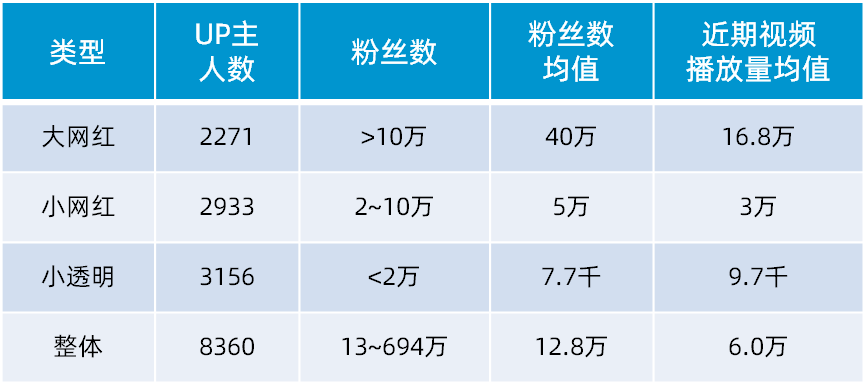 类型 UP主人数 粉丝数 粉丝数均值 近期视频播放量均值
大网红 2271 >10万 40万 16.8万
小网红 2933 2~10万 5万 3万
小透明 3156 <2万 7.7千 9.7千
整体 8360 13~694万 12.8万 6.0万